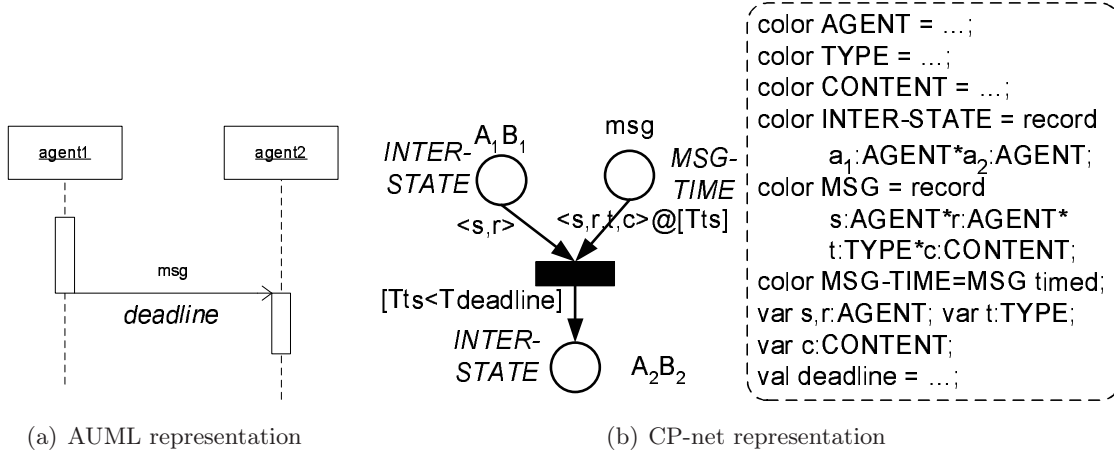 agent1
agent2
msg
deadline
(a) AUML representation
A₁B₁
msg
INTER-
STATE
MSG-
TIME
<s,r>
<s,r,t,c>@[Tts]
[Tts<Tdeadline]
INTER-
STATE
A₂B₂
color AGENT = ...;
color TYPE = ...;
color CONTENT = ...;
color INTER-STATE = record
a₁:AGENT*a₂:AGENT;
color MSG = record
s:AGENT*r:AGENT*
t:TYPE*c:CONTENT;
color MSG-TIME=MSG timed;
var s,r:AGENT; var t:TYPE;
var c:CONTENT;
val deadline = ...;
(b) CP-net representation